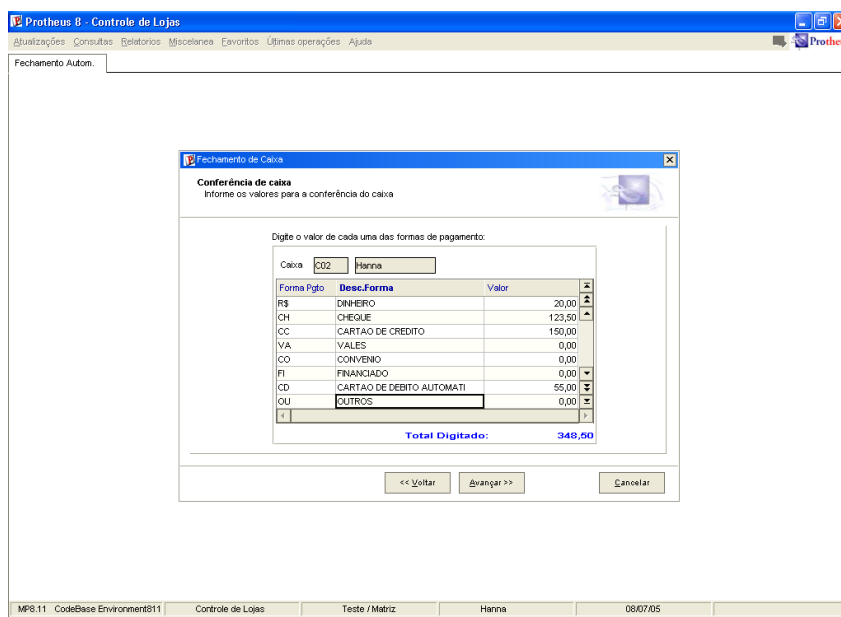 Protheus 8 - Controle de Lojas
Atualizações Consultas Relatorios Miscelanea Favoritos Últimas operações Ajuda
Fechamento Autom.
Fechamento de Caixa
Conferência de caixa
Informe os valores para a conferência do caixa
Digite o valor de cada uma das formas de pagamento:
Caixa C02 Hanna
Forma Pgto Desc.Forma Valor
R$ DINHEIRO 20,00
CH CHEQUE 123,50
CC CARTAO DE CREDITO 150,00
VA VALES 0,00
CO CONVENIO 0,00
FI FINANCIADO 0,00
CD CARTAO DE DEBITO AUTOMATI 55,00
OU OUTROS 0,00
Total Digitado: 348,50
<< Voltar Avançar >> Cancelar
MP8.11 CodeBase Environment811 Controle de Lojas Teste / Matriz Hanna 08/07/05